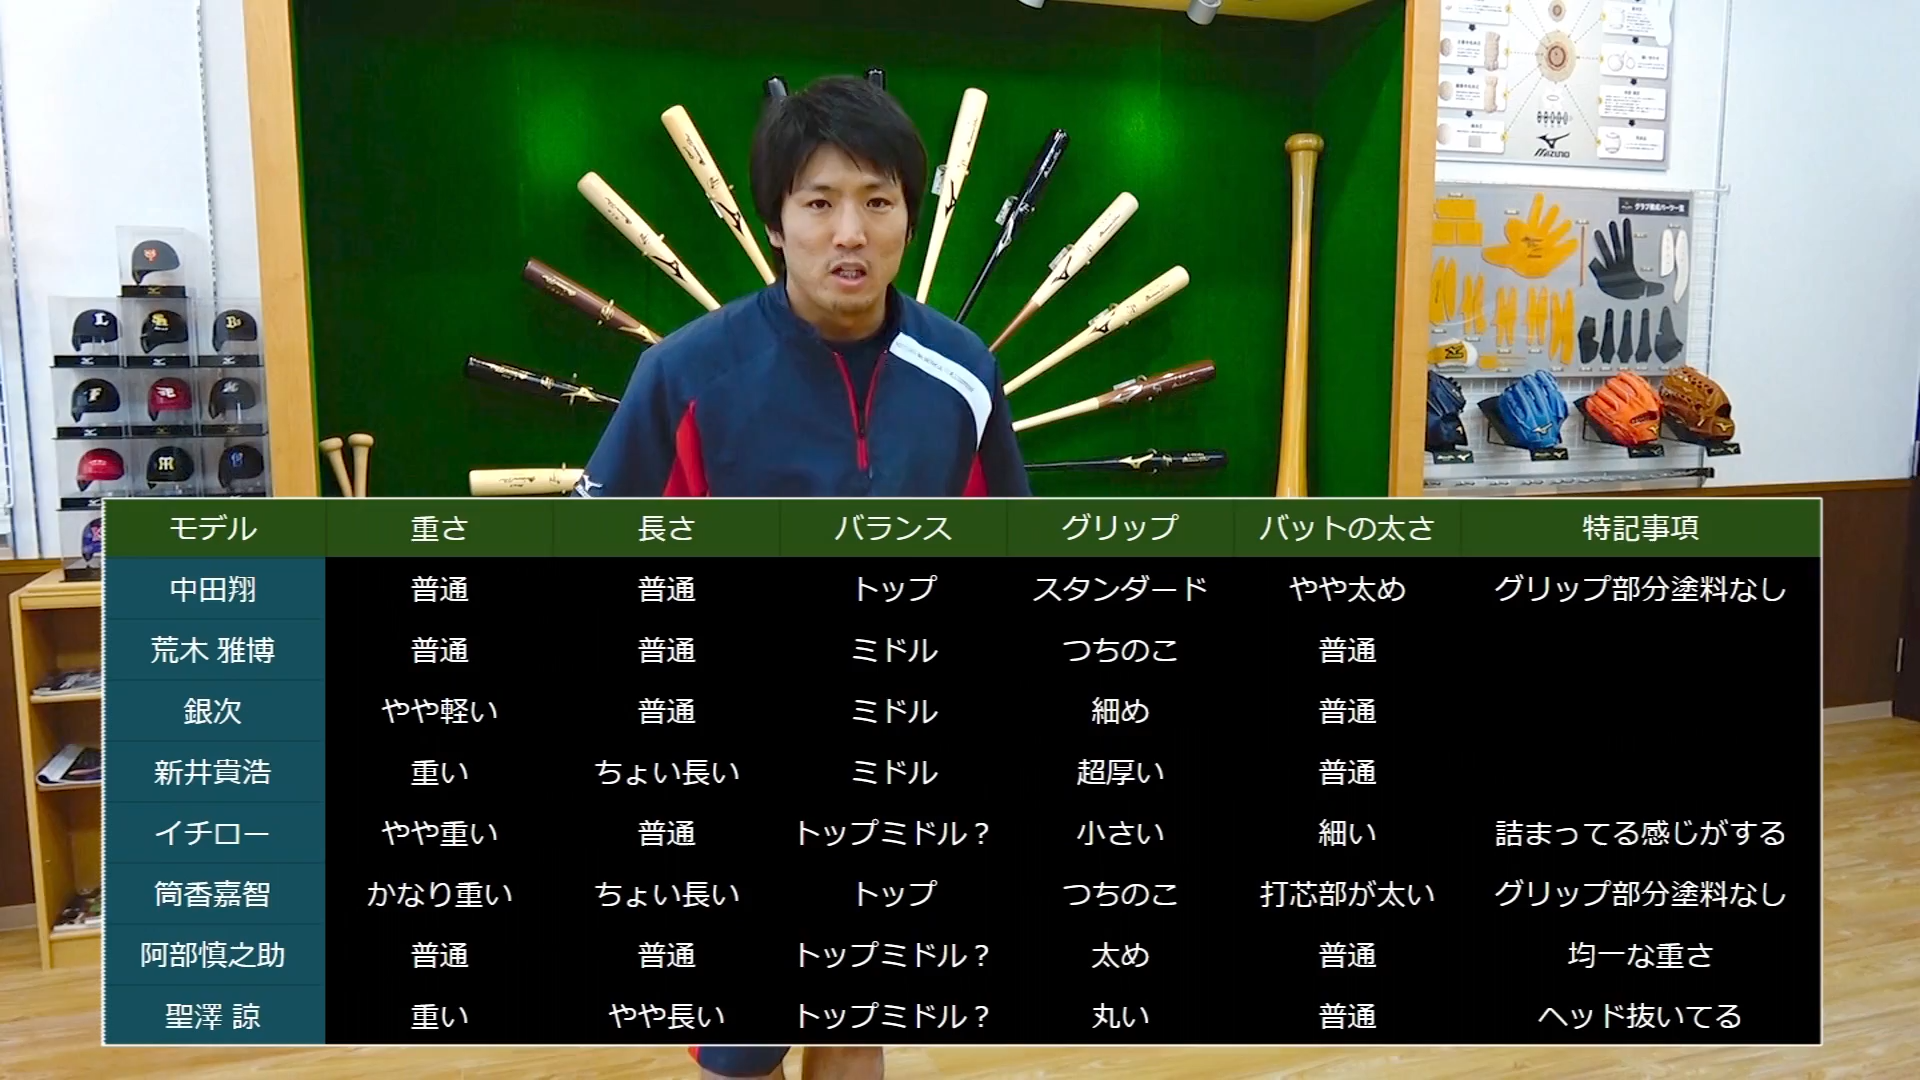 MIZUNO
グラブ構成パーツ一覧
モデル 重さ 長さ バランス グリップ バットの太さ 特記事項
中田翔 普通 普通 トップ スタンダード やや太め グリップ部分塗料なし
荒木 雅博 普通 普通 ミドル つちのこ 普通
銀次 やや軽い 普通 ミドル 細め 普通
新井貴浩 重い ちょい長い ミドル 超厚い 普通
イチロー やや重い 普通 トップミドル？ 小さい 細い 詰まってる感じがする
筒香嘉智 かなり重い ちょい長い トップ つちのこ 打芯部が太い グリップ部分塗料なし
阿部慎之助 普通 普通 トップミドル？ 太め 普通 均一な重さ
聖澤 諒 重い やや長い トップミドル？ 丸い 普通 ヘッド抜いてる